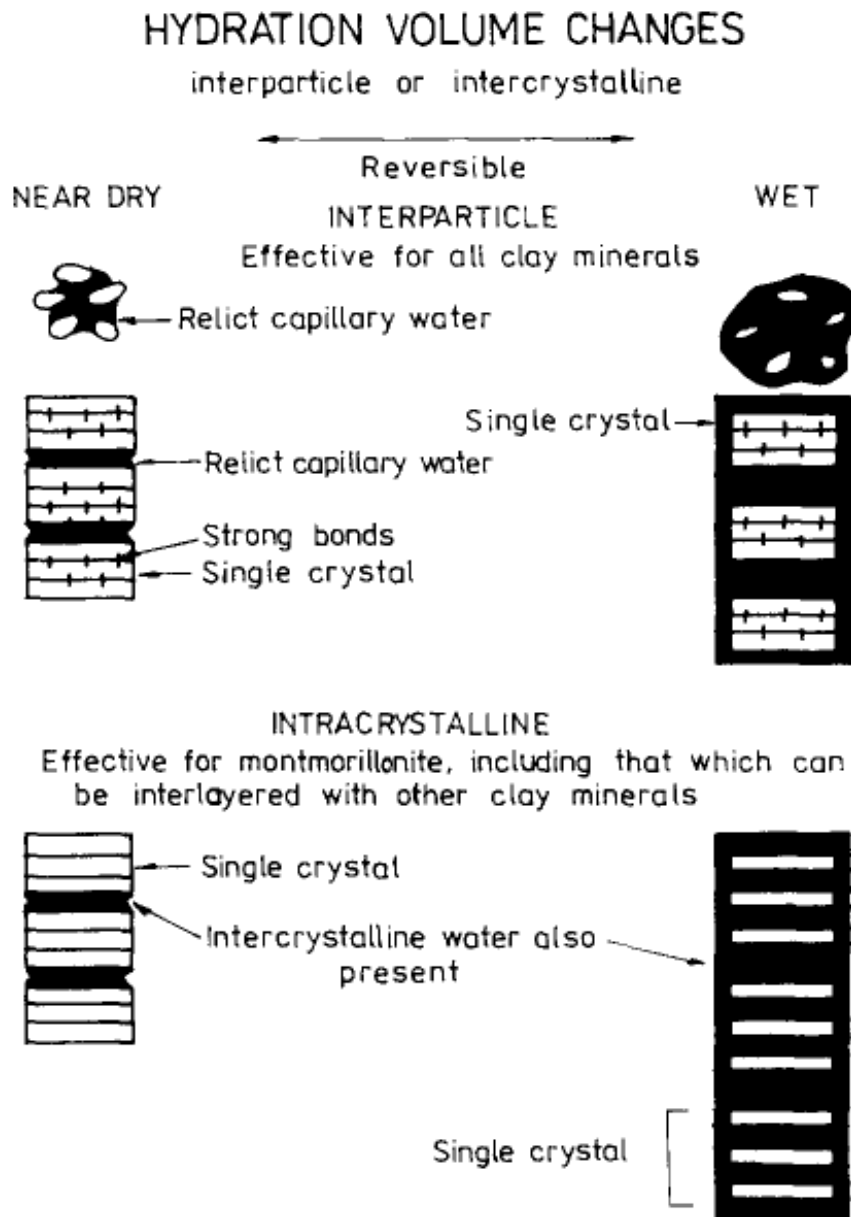 HYDRATION VOLUME CHANGES
interparticle or intercrystalline
Reversible
NEAR DRY
WET
INTERPARTICLE
Effective for all clay minerals
Relict capillary water
Single crystal
Relict capillary water
Strong bonds
Single crystal
INTRACRYSTALLINE
Effective for montmorillonite, including that which can
be interlayered with other clay minerals
Single crystal
Intercrystalline water also
present
Single crystal